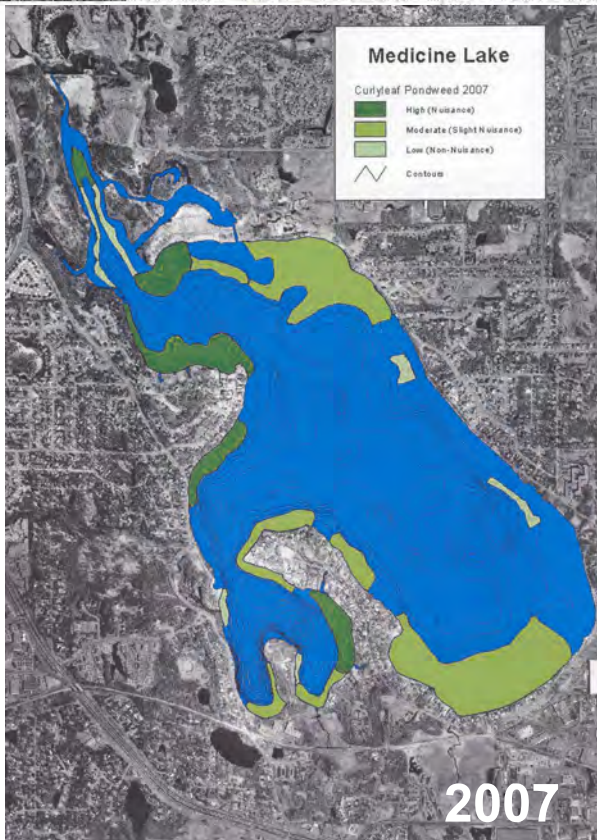 Medicine Lake
Curlyleaf Pondweed 2007
High (Nuisance)
Moderate (Slight Nuisance)
Low (Non-Nuisance)
Contours
2007